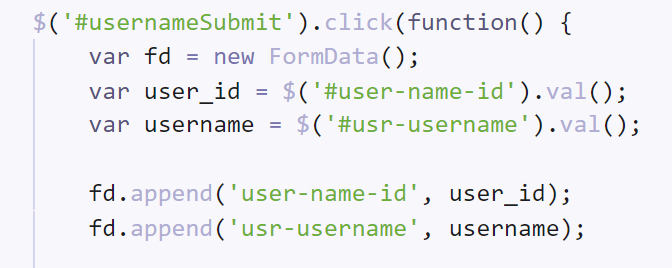 $('#usernameSubmit').click(function() {
var fd = new FormData();
var user_id = $('#user-name-id').val();
var username = $('#usr-username').val();
fd.append('user-name-id', user_id);
fd.append('usr-username', username);